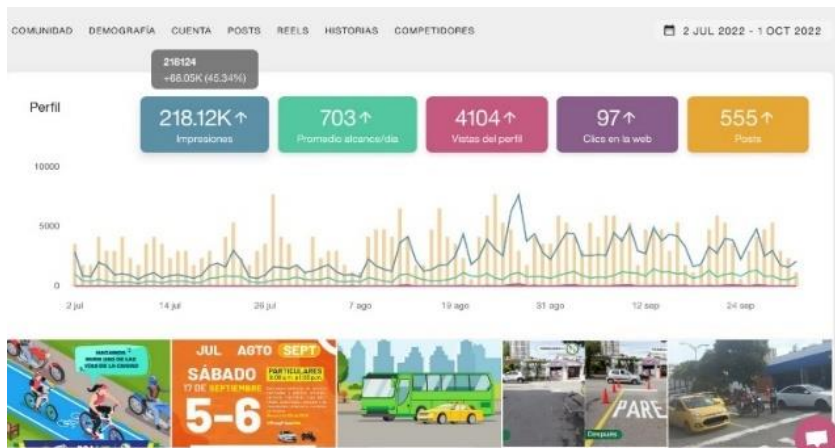 COMUNIDAD DEMOGRAFÍA CUENTA POSTS REELS HISTORIAS COMPETIDORES 2 JUL 2022 - 1 OCT 2022
218124
+68.05K (45.34%)
Perfil
218.12K↑ 703↑ 4104↑ 97↑ 555↑
Impresiones Promedio alcance/día Vistas del perfil Clics en la web Posts
10000
5000
0
2 jul 14 jul 26 jul 7 ago 19 ago 31 ago 12 sep 24 sep
JUL AGTO SEPT
SÁBADO
17 DE SEPTIEMBRE
PARTICULARES
5-6
PARE
Después